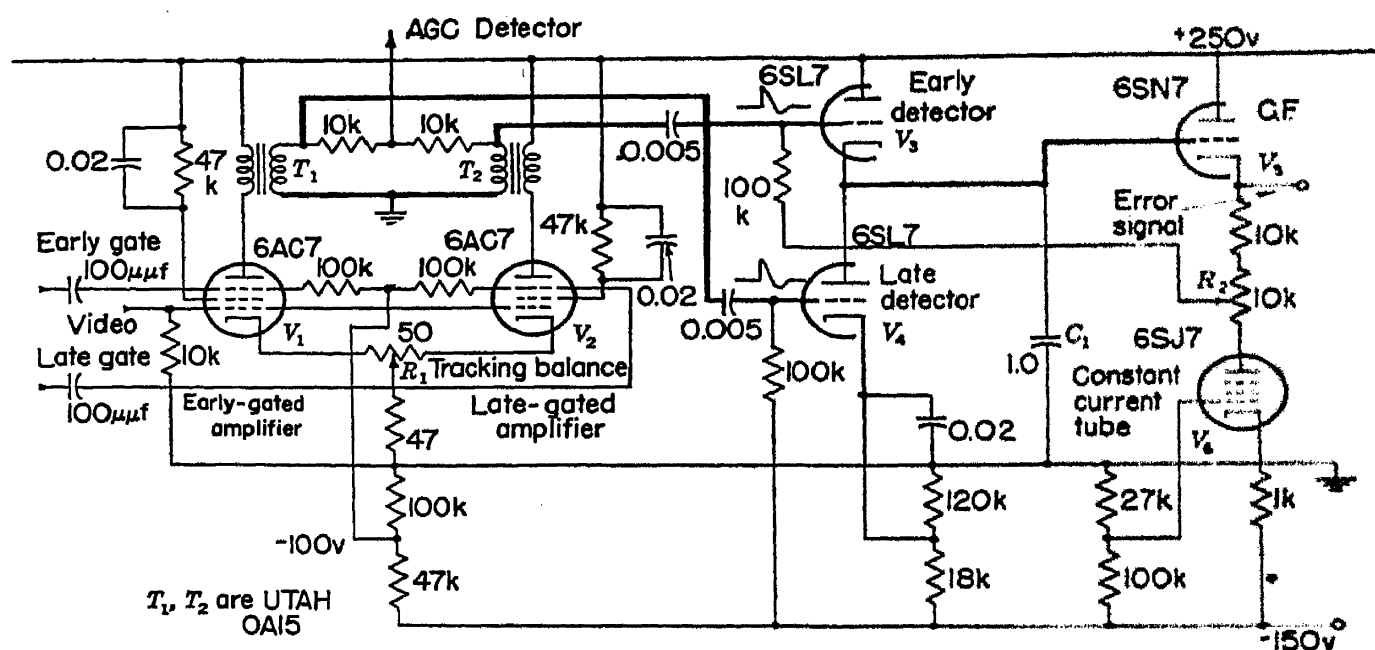 AGC Detector
+250v
6SL7
Early
detector
V3
6SN7
C.F.
V5
10k
10k
0.02
47
k
T1
T2
0.005
100
k
Error
signal
10k
47k
Early gate
100μμf
6AC7
100k
6AC7
100k
6SL7
Late
detector
R2
10k
0.02
Video
V1
V2
0.005
V4
C1
1.0
6SJ7
Late gate
10k
50
R1
Tracking balance
100k
Constant
current
tube
V6
100μμf
Early-gated
amplifier
Late-gated
amplifier
47
0.02
100k
120k
27k
1k
-100v
47k
18k
100k
T1, T2 are UTAH
OA15
-150v